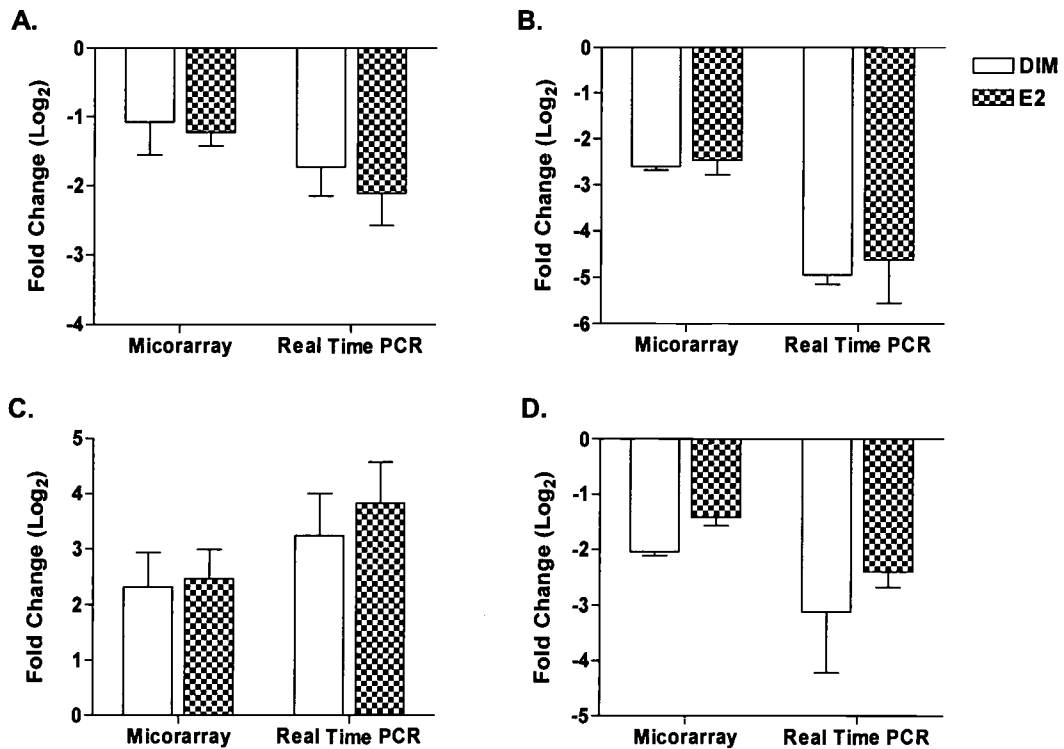 A.
Fold Change (Log2)
0
-1
-2
-3
-4
Micorarray Real Time PCR
B.
Fold Change (Log2)
0
-1
-2
-3
-4
-5
-6
Micorarray Real Time PCR
DIM
E2
C.
Fold Change (Log2)
5
4
3
2
1
0
Micorarray Real Time PCR
D.
Fold Change (Log2)
0
-1
-2
-3
-4
-5
Micorarray Real Time PCR